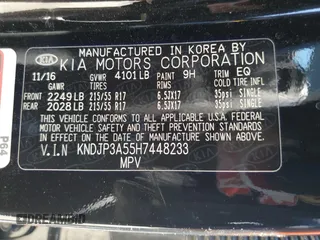 MANUFACTURED IN KOREA BY
KIA KIA MOTORS CORPORATION
11/16 GVWR 4101LB PAINT 9H TRIM EQ
GAWR TIRES RIMS COLD TIRE INFL
FRONT 2249LB 215/55 R17 6.5JX17 35psi SINGLE
REAR 2028LB 215/55 R17 6.5JX17 35psi SINGLE
THIS VEHICLE CONFORMS TO ALL APPLICABLE U.S.
FEDERAL MOTOR VEHICLE SAFETY AND THEFT
PREVENTION STANDARDS IN EFFECT ON THE
DATE OF MANUFACTURE SHOWN ABOVE.
V.I.N KNDJP3A55H7448233
MPV
P64
DREAMBID